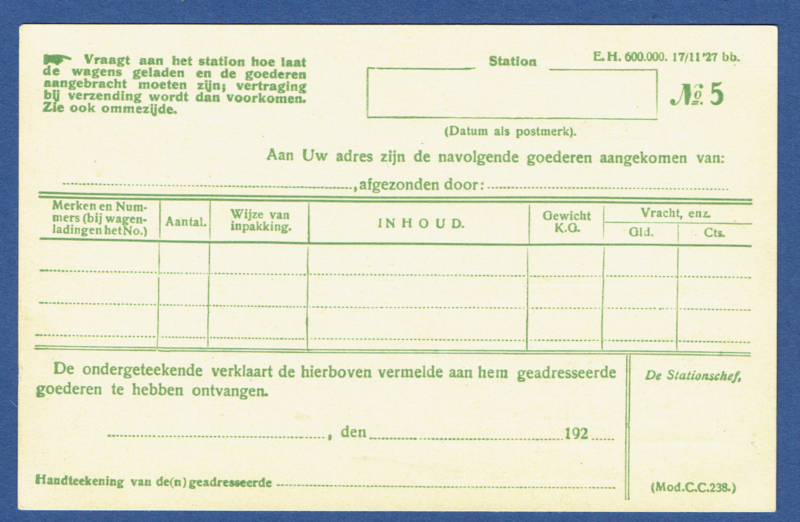 Vraagt aan het station hoe laat
de wagens geladen en de goederen
aangebracht moeten zijn; vertraging
bij verzending wordt dan voorkomen.
Zie ook ommezijde.
Station
E.H. 600.000. 17/11'27 bb.
№ 5
(Datum als postmerk).
Aan Uw adres zijn de navolgende goederen aangekomen van:
, afgezonden door:
Merken en Num-
mers (bij wagen-
ladingen het No.)
Aantal.
Wijze van
inpakking.
INHOUD.
Gewicht
K.G.
Vracht, enz.
Gld.
Cts.
De ondergeteekende verklaart de hierboven vermelde aan hem geadresseerde
goederen te hebben ontvangen.
De Stationschef,
, den 192
Handteekening van de(n) geadresseerde
(Mod. C.C. 238.)